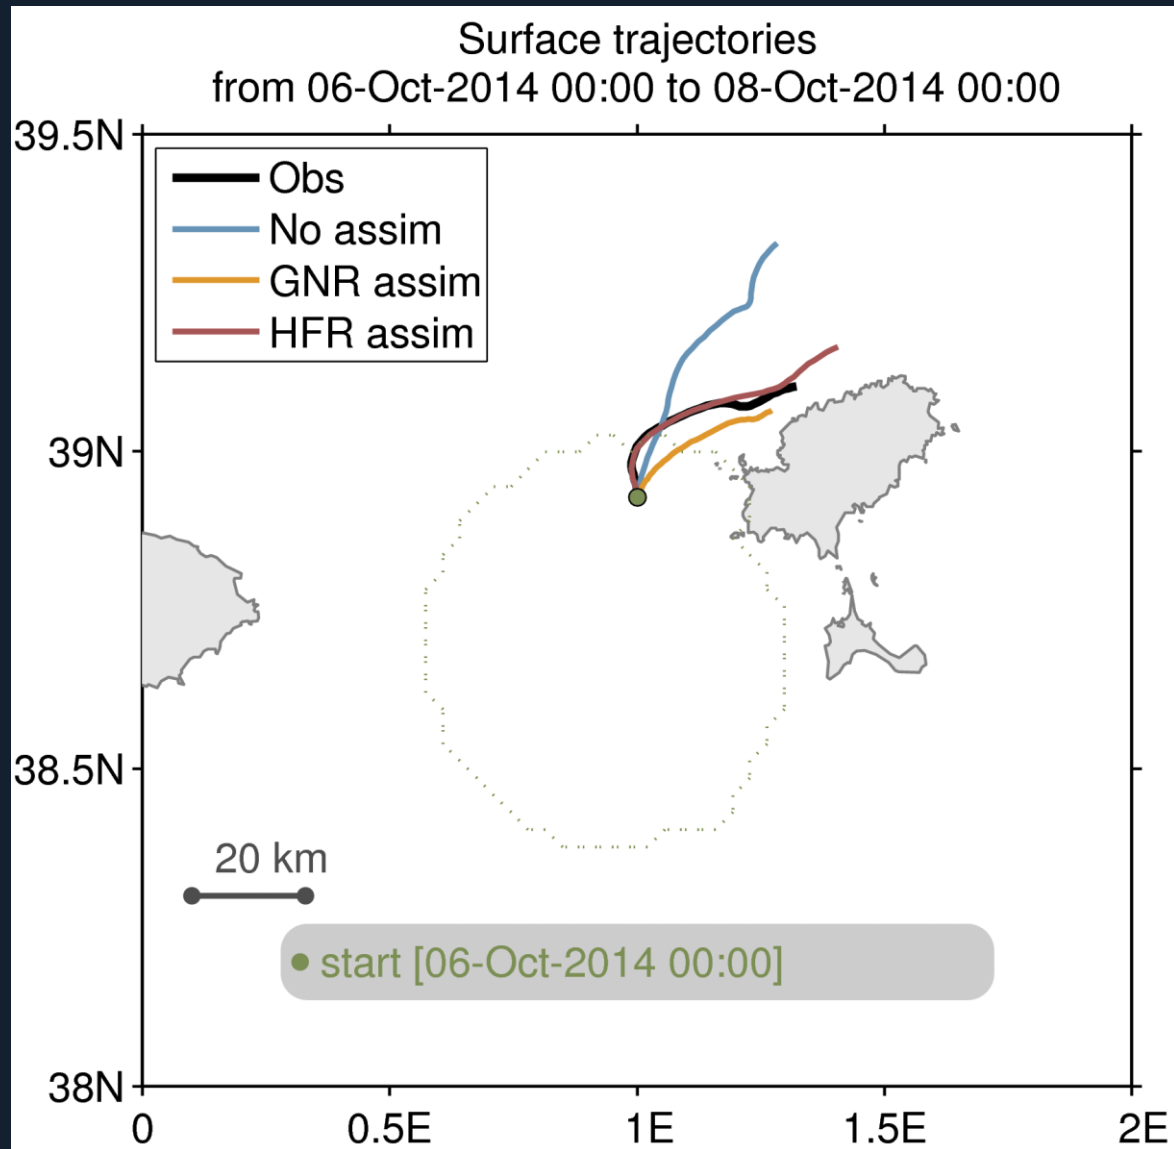 Surface trajectories
from 06-Oct-2014 00:00 to 08-Oct-2014 00:00
39.5N
Obs
No assim
GNR assim
HFR assim
39N
38.5N
20 km
start [06-Oct-2014 00:00]
38N
0 0.5E 1E 1.5E 2E